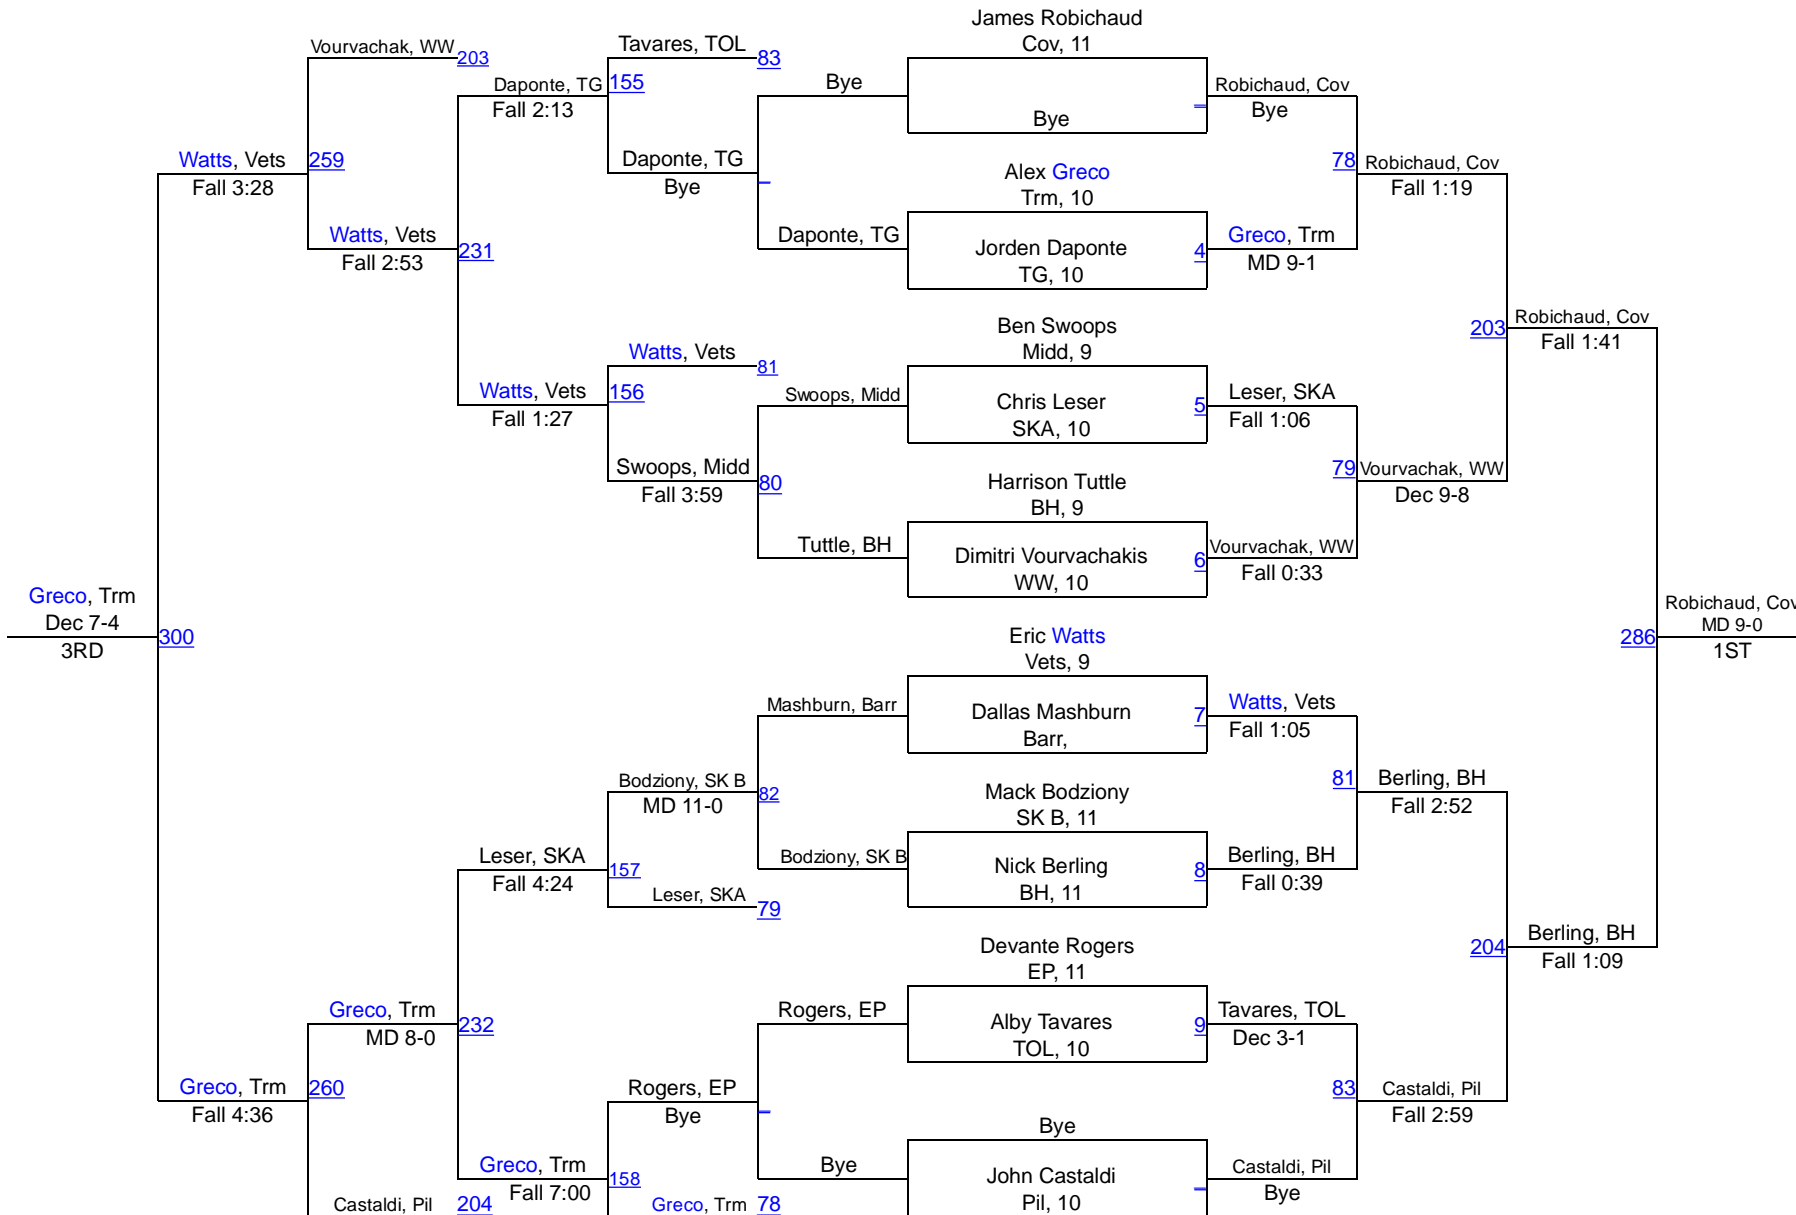 James Robichaud
Cov, 11
Vourvachak, WW
203
Tavares, TOL
83
Daponte, TG
155
Fall 2:13
Bye
Robichaud, Cov
Bye
Bye
Watts, Vets
259
Fall 3:28
Daponte, TG
Bye
Alex Greco
Trm, 10
78
Robichaud, Cov
Fall 1:19
Watts, Vets
231
Fall 2:53
Daponte, TG
Jorden Daponte
TG, 10
4
Greco, Trm
MD 9-1
Ben Swoops
Midd, 9
203
Robichaud, Cov
Fall 1:41
Watts, Vets
81
Watts, Vets
156
Fall 1:27
Swoops, Midd
Chris Leser
SKA, 10
5
Leser, SKA
Fall 1:06
Swoops, Midd
80
Fall 3:59
Harrison Tuttle
BH, 9
79
Vourvachak, WW
Dec 9-8
Tuttle, BH
Dimitri Vourvachakis
WW, 10
6
Vourvachak, WW
Fall 0:33
Greco, Trm
Dec 7-4
300
3RD
Eric Watts
Vets, 9
286
Robichaud, Cov
MD 9-0
1ST
Mashburn, Barr
Dallas Mashburn
Barr,
7
Watts, Vets
Fall 1:05
Bodziony, SK B
82
MD 11-0
Mack Bodziony
SK B, 11
81
Berling, BH
Fall 2:52
Leser, SKA
157
Fall 4:24
Bodziony, SK B
Nick Berling
BH, 11
8
Berling, BH
Fall 0:39
Leser, SKA
79
Devante Rogers
EP, 11
204
Berling, BH
Fall 1:09
Greco, Trm
232
MD 8-0
Rogers, EP
Alby Tavares
TOL, 10
9
Tavares, TOL
Dec 3-1
Greco, Trm
260
Fall 4:36
Rogers, EP
Bye
Bye
83
Castaldi, Pil
Fall 2:59
Greco, Trm
158
Fall 7:00
Bye
John Castaldi
Pil, 10
Castaldi, Pil
Bye
Castaldi, Pil
204
Greco, Trm
78